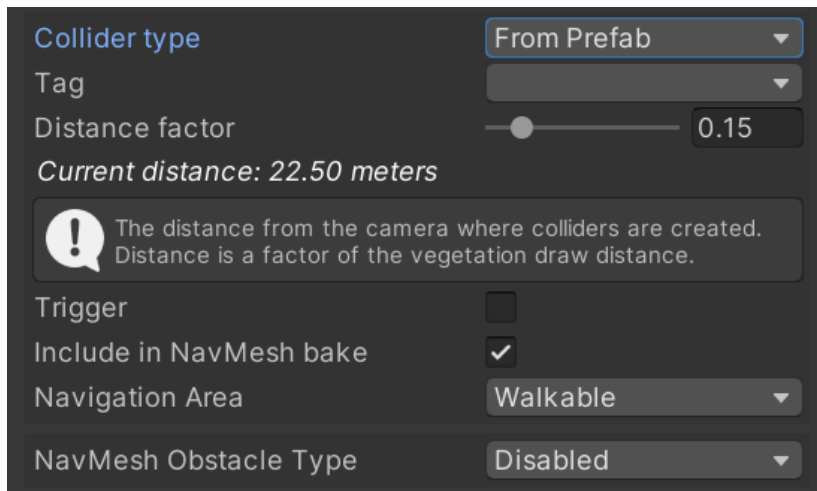 Collider type From Prefab
Tag
Distance factor 0.15
Current distance: 22.50 meters
The distance from the camera where colliders are created.
Distance is a factor of the vegetation draw distance.
Trigger
Include in NavMesh bake
Navigation Area Walkable
NavMesh Obstacle Type Disabled